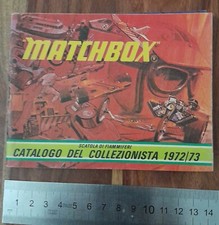 MATCHBOX®
SCATOLA DI FIAMMIFERI
CATALOGO DEL COLLEZIONISTA 1972/73
1 2 3 4 5 6 7 8 9 10 11 12 13 14